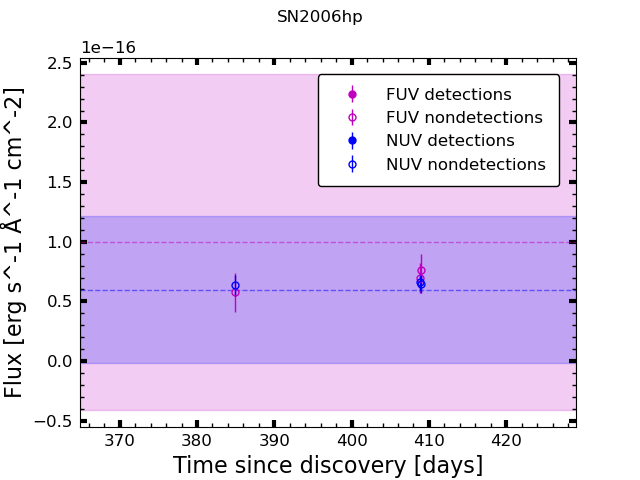 SN2006hp
1e−16
2.5
2.0
1.5
1.0
0.5
0.0
−0.5
Flux [erg s^-1 Å^-1 cm^-2]
FUV detections
FUV nondetections
NUV detections
NUV nondetections
370 380 390 400 410 420
Time since discovery [days]